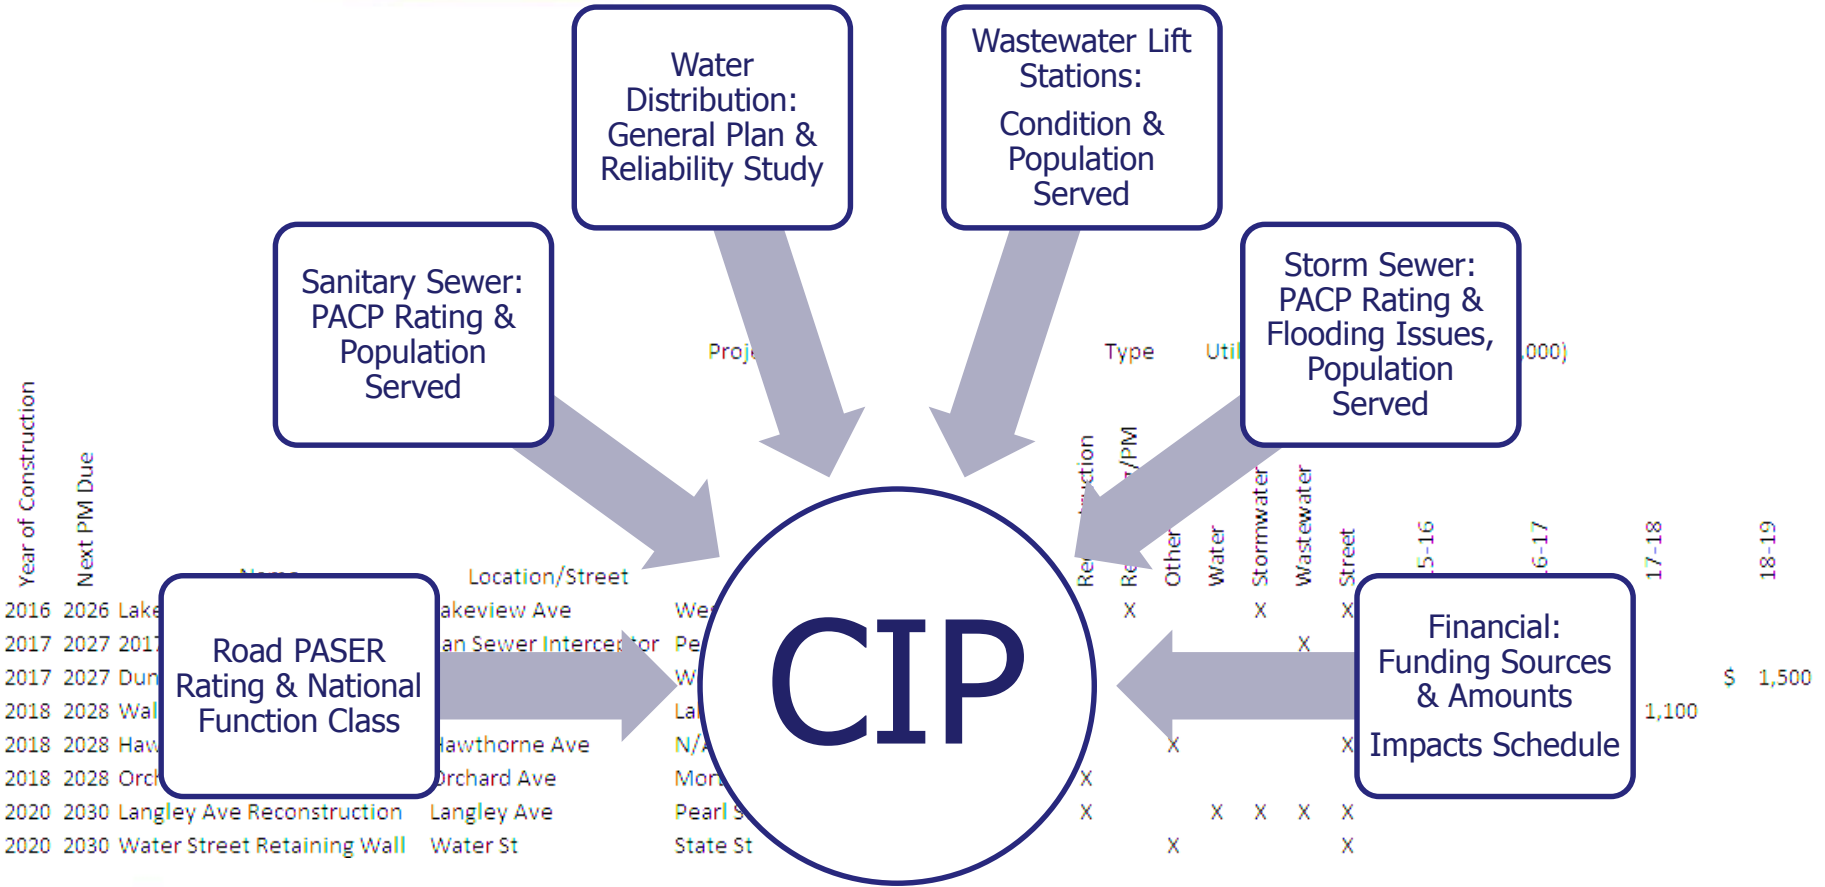 Water
Distribution:
General Plan &
Reliability Study
Wastewater Lift
Stations:
Condition &
Population
Served
Sanitary Sewer:
PACP Rating &
Population
Served
Storm Sewer:
PACP Rating &
Flooding Issues,
Population
Served
Road PASER
Rating & National
Function Class
CIP
Financial:
Funding Sources
& Amounts
Impacts Schedule
Type ,000)
Year of Construction
Next PM Due
Location/Street
Other
Water
Stormwater
Wastewater
Street
17-18
18-19
2016 2026 X X X
2017 2027 Sewer X
2017 2027 $ 1,500
2018 2028 1,100
2018 2028 Ave X X
2018 2028 Ave X
2020 2030 Langley Ave Reconstruction Langley Ave Pearl X X X X X
2020 2030 Water Street Retaining Wall Water St State St X X